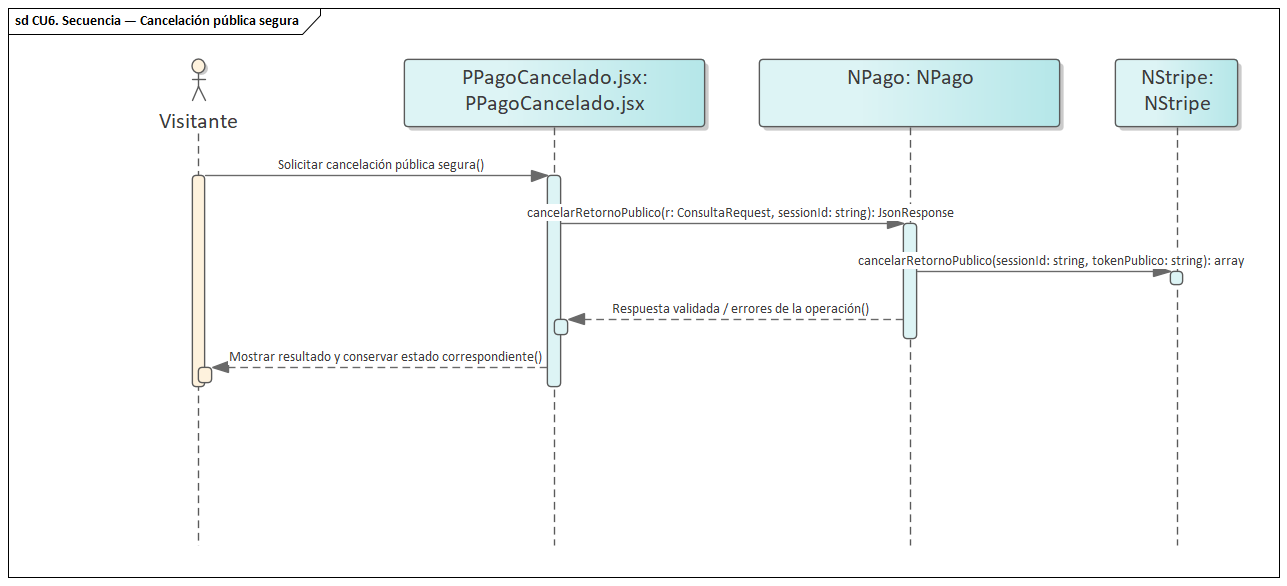 sd CU6. Secuencia — Cancelación pública segura
Visitante
PPagoCancelado.jsx:
PPagoCancelado.jsx
NPago: NPago
NStripe:
NStripe
Solicitar cancelación pública segura()
cancelarRetornoPublico(r: ConsultaRequest, sessionId: string): JsonResponse
cancelarRetornoPublico(sessionId: string, tokenPublico: string): array
Respuesta validada / errores de la operación()
Mostrar resultado y conservar estado correspondiente()